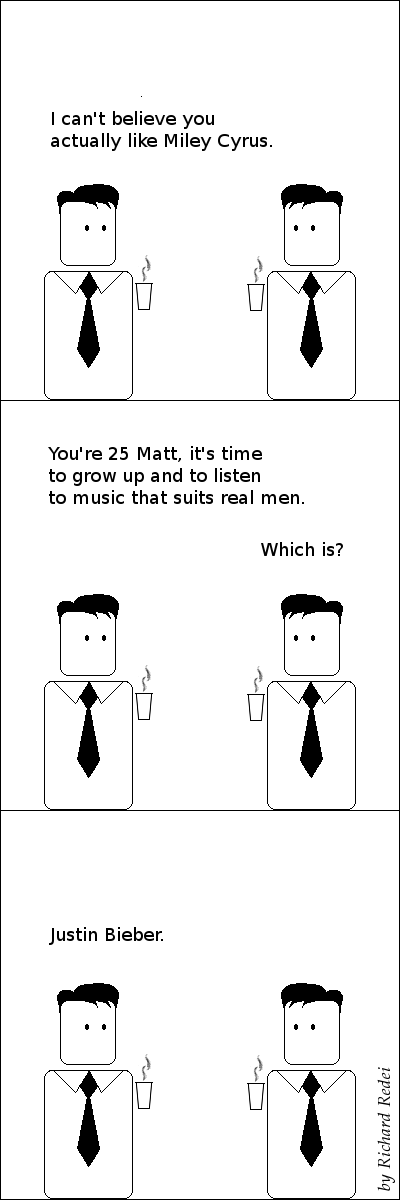 I can't believe you
actually like Miley Cyrus.
You're 25 Matt, it's time
to grow up and to listen
to music that suits real men.
Which is?
Justin Bieber.
by Richard Redei